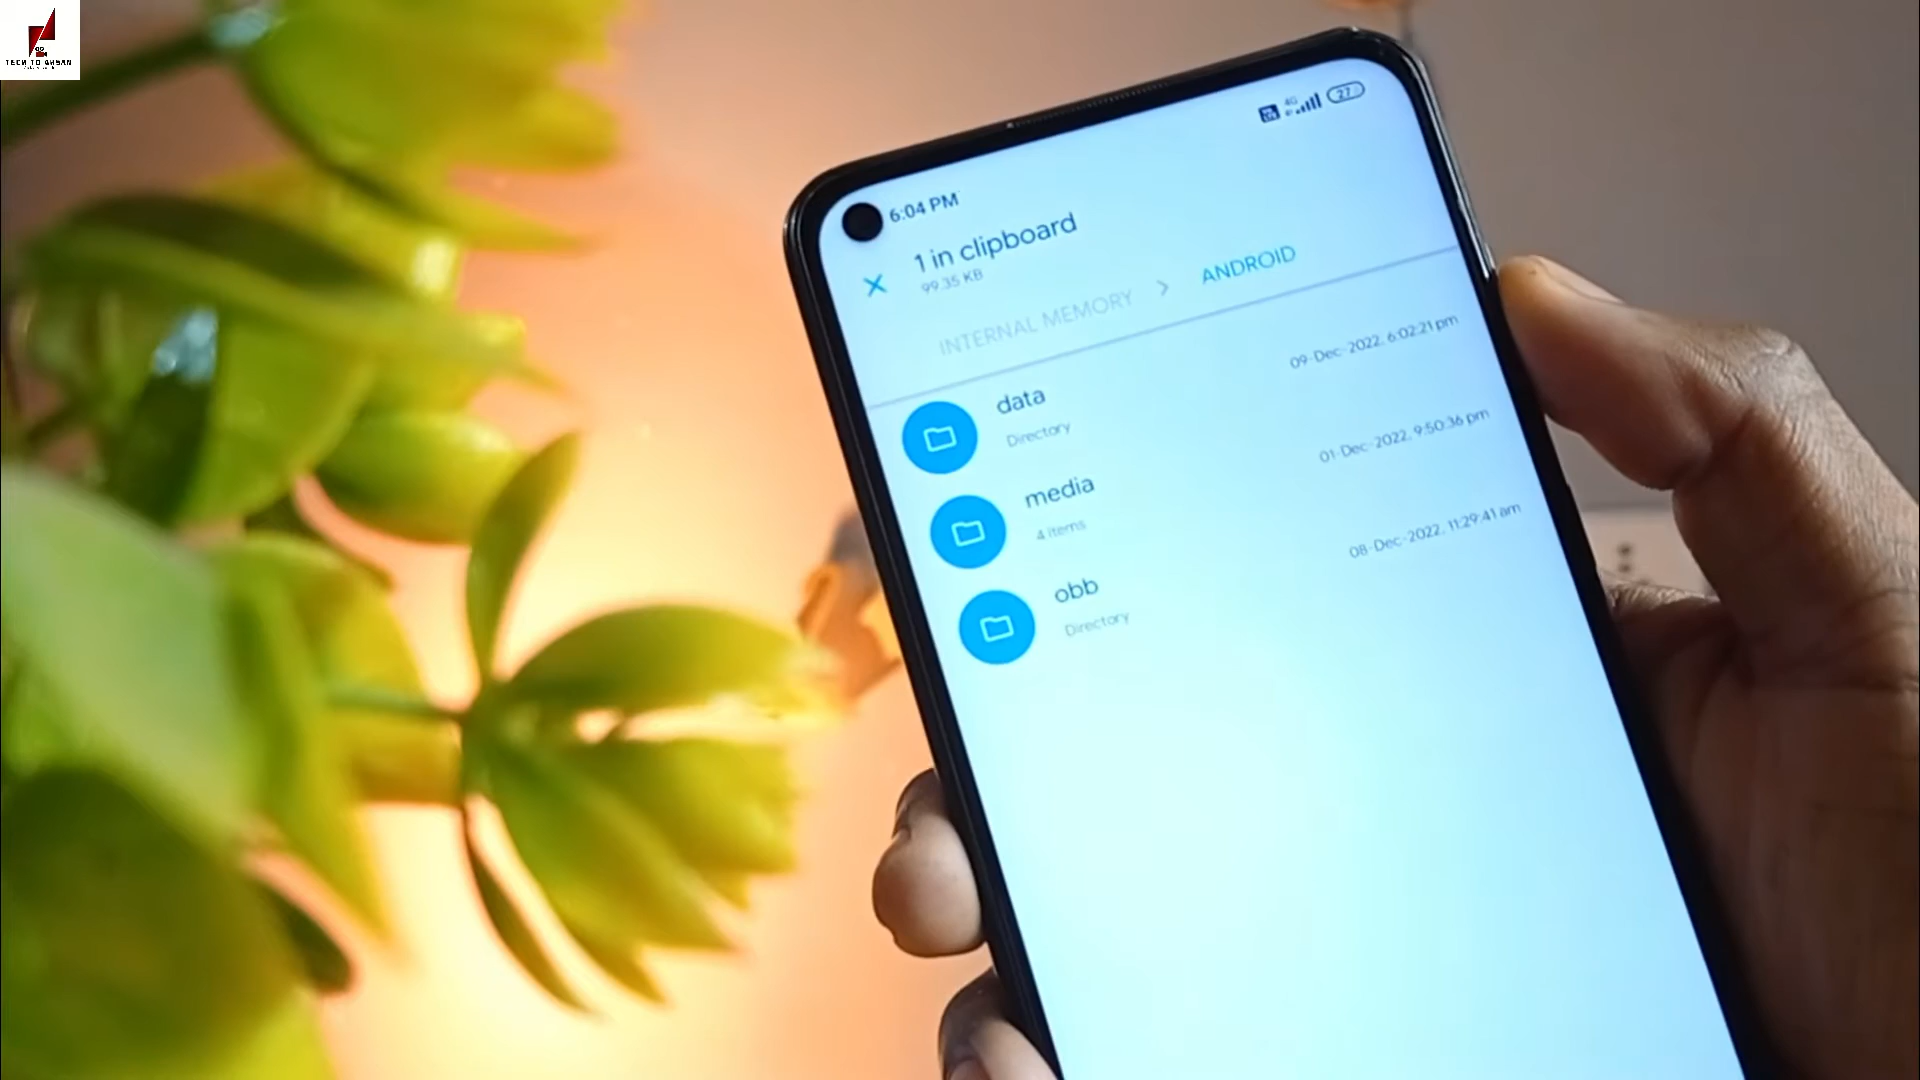 TECH TO AHSAN
6:04 PM
4G
27
1 in clipboard
99.35 KB
INTERNAL MEMORY > ANDROID
data
Directory
09-Dec-2022, 6:02:21 pm
media
4 items
01-Dec-2022, 9:50:36 pm
obb
Directory
08-Dec-2022, 11:29:41 am